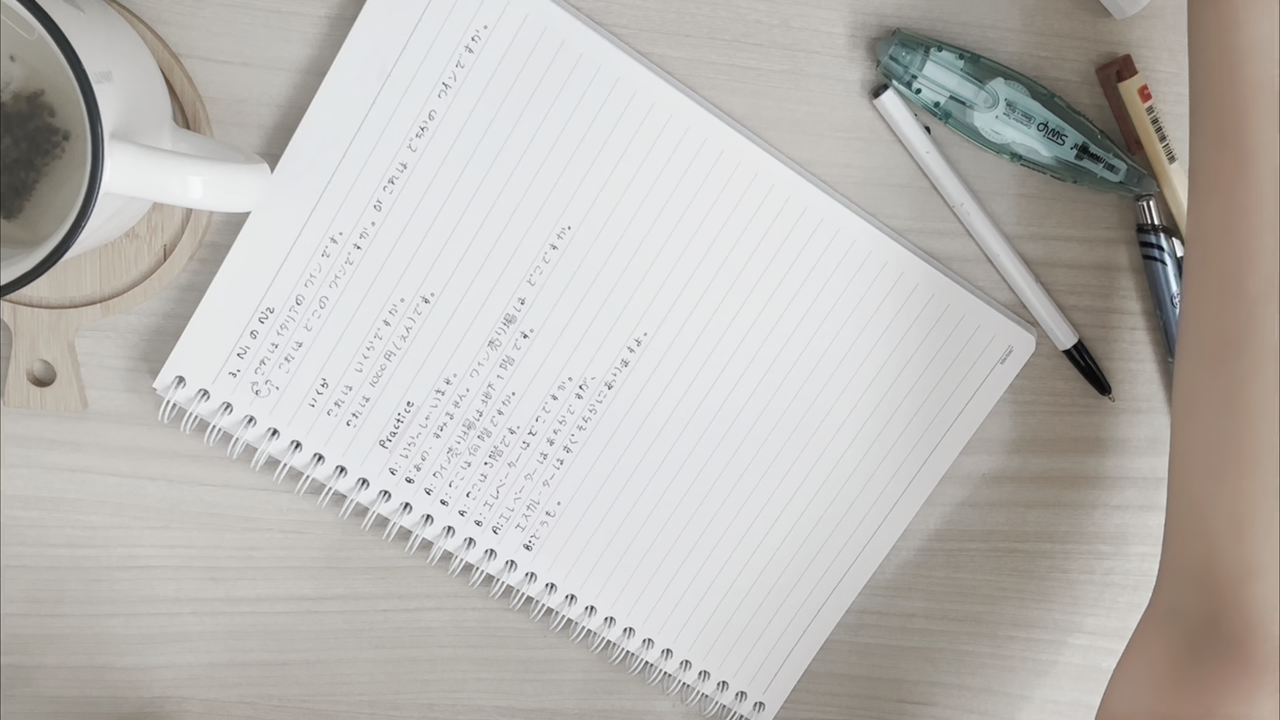 3. N1 の N2
これは イタリアの ワイン です。
これは どこの ワインですか。 or これは どちらの ワインですか。
いくら
これは いくらですか。
これは 1000円(えん)です。
Practice
A: いらっしゃいませ。
B: あの、すみません。ワイン売り場は どこですか。
A: ワイン売り場は地下1階です。
B: ここは 何階ですか。
A: ここは 3階です。
B: エレベーターはどこですか。
A: エレベーターは あちらですが、
エスカレーターはすぐそちらにありますよ。
B: どうも。
Swip